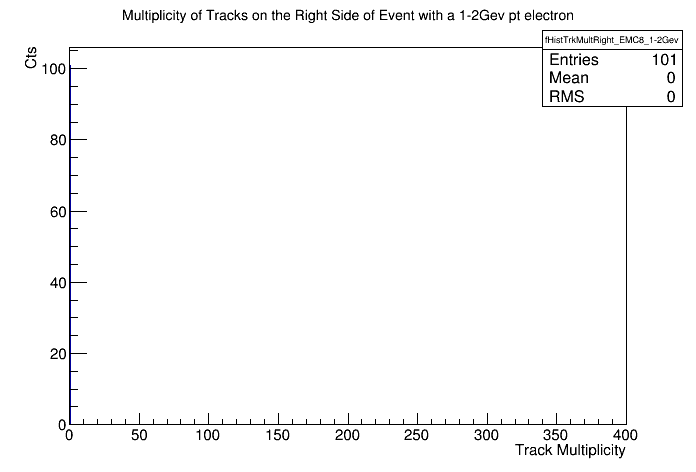 Multiplicity of Tracks on the Right Side of Event with a 1-2Gev pt electron
fHistTrkMultRight_EMC8_1-2Gev
Entries 101
Mean 0
RMS 0
Cts
100
80
60
40
20
0
0 50 100 150 200 250 300 350 400
Track Multiplicity